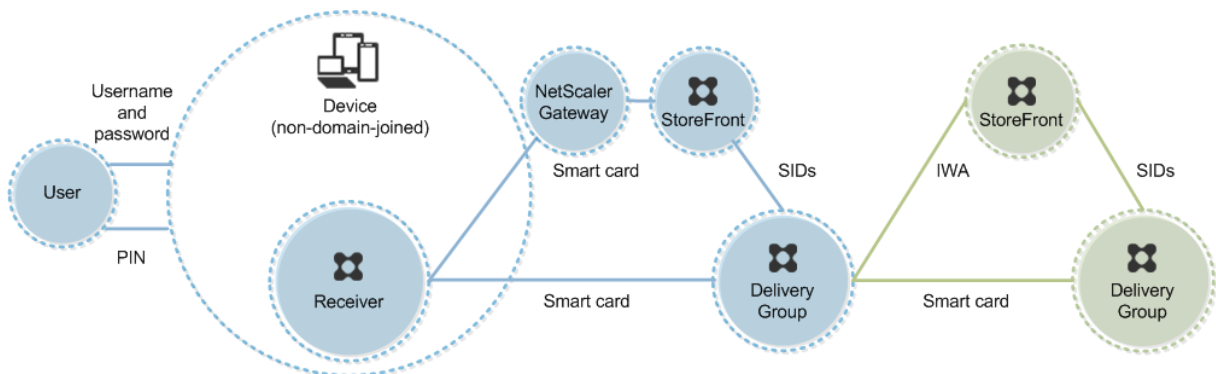 Username
and
password
User
PIN
Device
(non-domain-joined)
Receiver
NetScaler
Gateway
StoreFront
Smart card
SIDs
Smart card
Delivery
Group
StoreFront
IWA
SIDs
Smart card
Delivery
Group